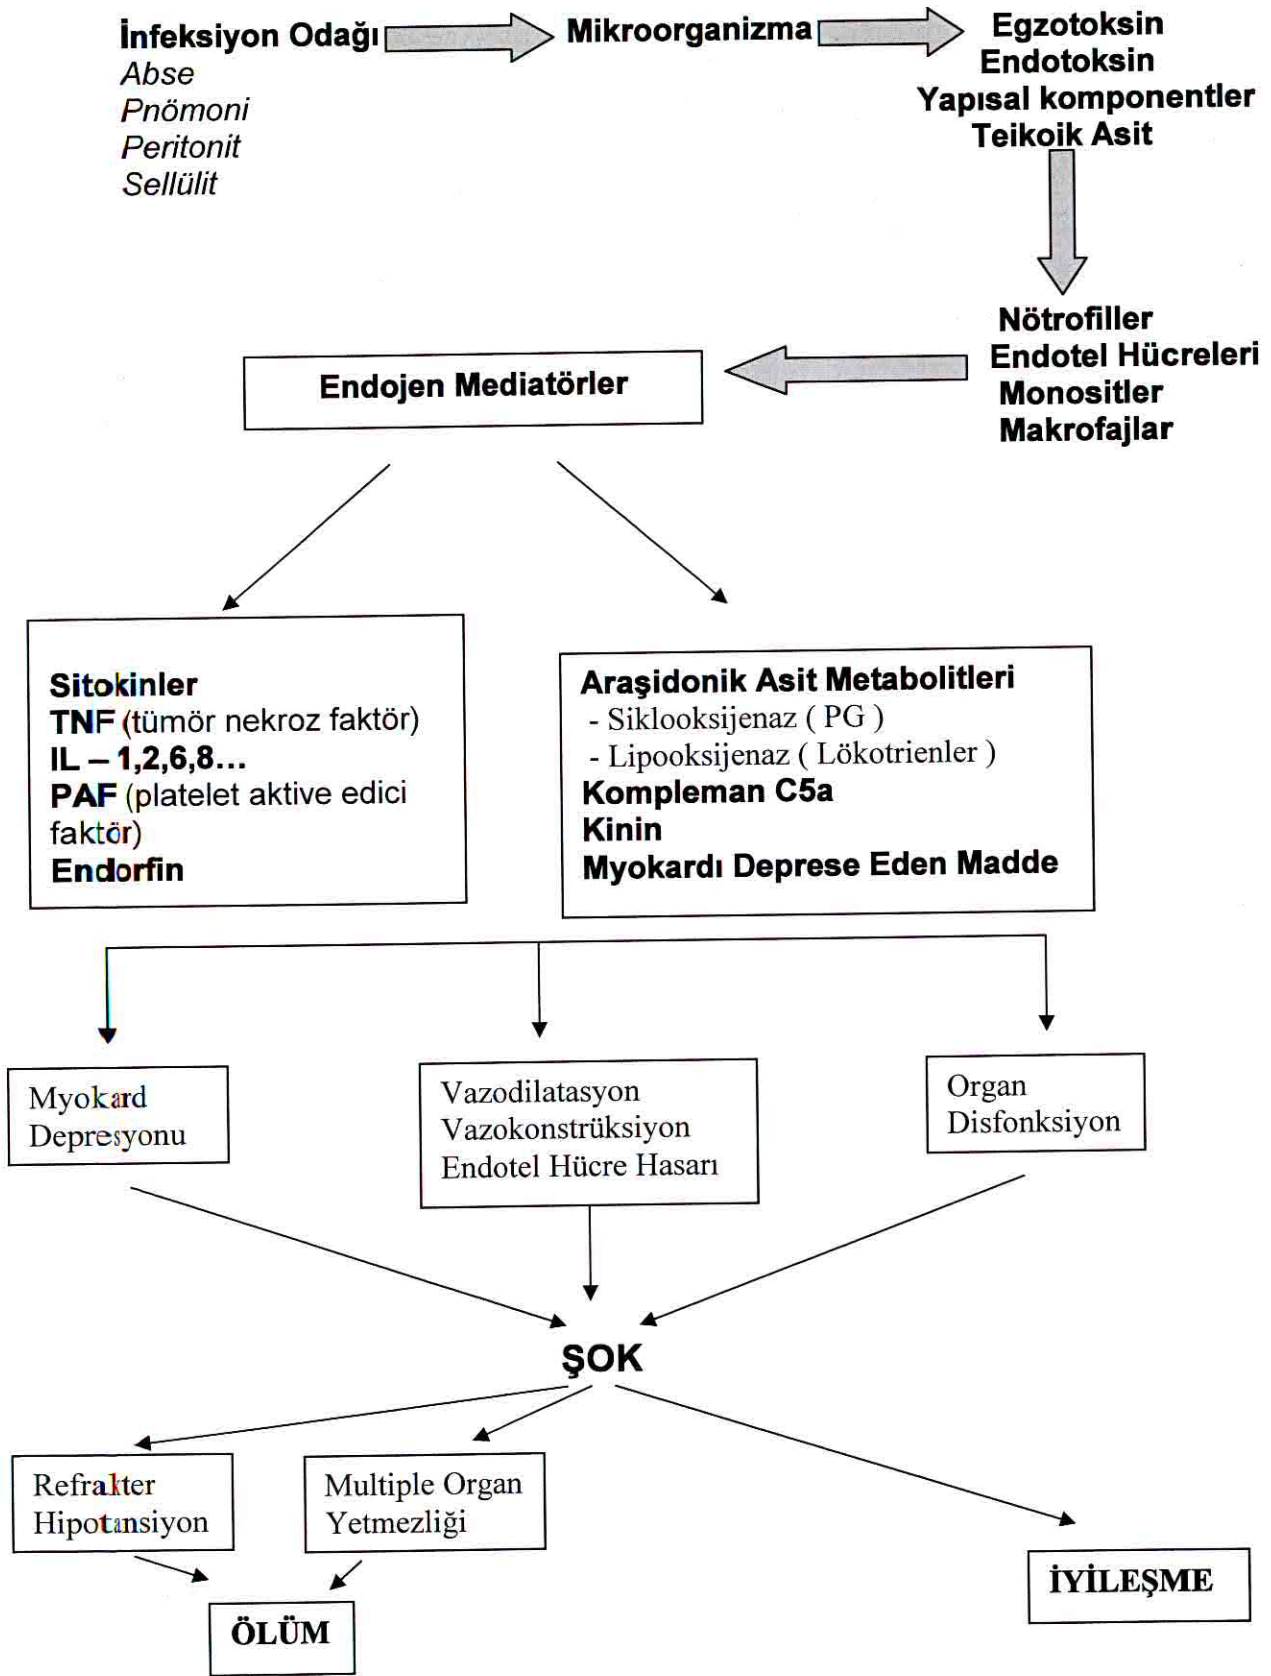 İnfeksiyon Odağı
Abse
Pnömoni
Peritonit
Sellülit
Mikroorganizma
Egzotoksin
Endotoksin
Yapısal komponentler
Teikoik Asit
Nötrofiller
Endotel Hücreleri
Monositler
Makrofajlar
Endojen Mediatörler
Sitokinler
TNF (tümör nekroz faktör)
IL – 1,2,6,8...
PAF (platelet aktive edici
faktör)
Endorfin
Araşidonik Asit Metabolitleri
- Siklooksijenaz ( PG )
- Lipooksijenaz ( Lökotrienler )
Kompleman C5a
Kinin
Myokardı Deprese Eden Madde
Myokard
Depresyonu
Vazodilatasyon
Vazokonstrüksiyon
Endotel Hücre Hasarı
Organ
Disfonksiyon
ŞOK
Refrakter
Hipotansiyon
Multiple Organ
Yetmezliği
ÖLÜM
İYİLEŞME